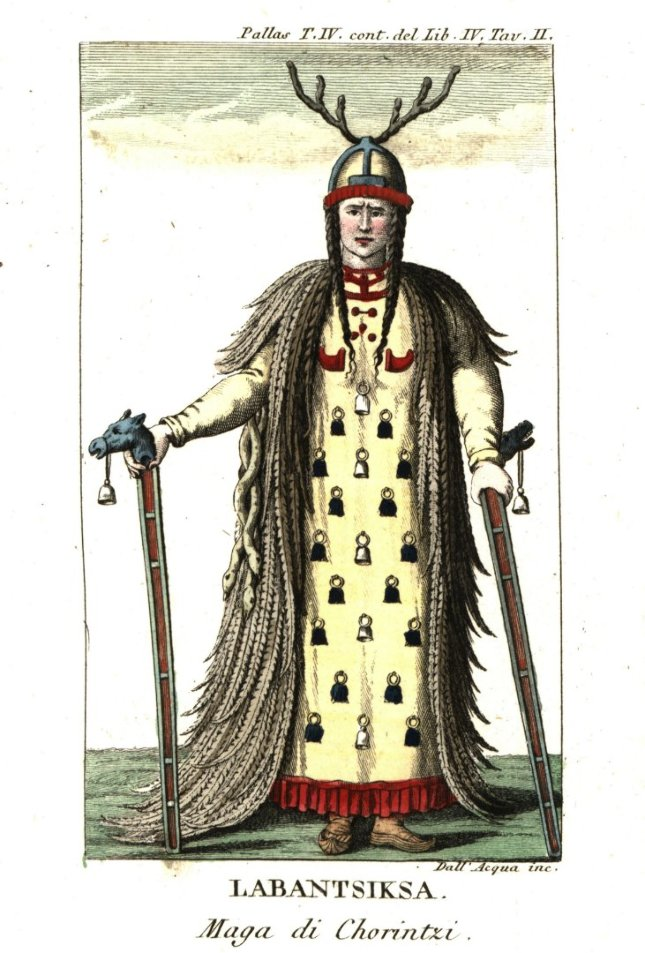 Pallas T.IV. cont. del Lib. IV. Tav. II.
Dall' Acqua inc.
LABANTSIKSA.
Maga di Chorintzi.